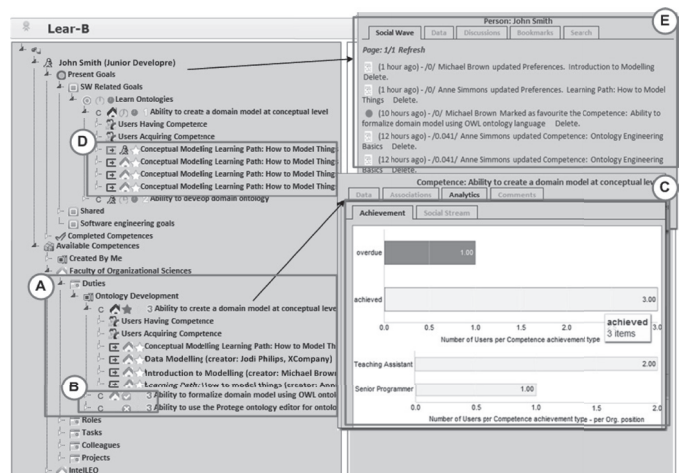 Lear-B
John Smith (Junior Developre)
Present Goals
SW Related Goals
Learn Ontologies
C Ability to create a domain model at conceptual level
Users Having Competence
Users Acquiring Competence
D
Conceptual Modelling Learning Path: How to Model Things
Conceptual Modeling Learning Path: How to Model Things
Conceptual Modeling Learning Path: How to Model Things
Conceptual Modeling Learning Path: How to Model Things
C Ability to develop domain ontology
Shared
Software engineering goals
Completed Competences
Available Competences
Created By Me
Faculty of Organizational Sciences
A
Duties
Ontology Development
C 3 Ability to create a domain model at conceptual leve
Users Having Competence
Users Acquiring Competence
Conceptual Modelling Learning Path: How to Model Th
Data Modelling (creator: Jodi Philips, XCompany)
Introduction to Modelling (creator: Michael Brown
Learning Path: How to model things (creator: Anne
B
C 3 Ability to formalize domain model using OWL ontol
C 3 Ability to use the Protege ontology editor for ontolo
Roles
Tasks
Colleagues
Projects
IntelLEO
Person: John Smith
E
Social Wave Data Discussions Bookmarks Search
Page: 1/1 Refresh
(1 hour ago) - /0/ Michael Brown updated Preferences. Introduction to Modelling
Delete.
(1 hour ago) - /0/ Anne Simmons updated Preferences. Learning Path: How to Model
Things Delete.
(10 hours ago) - /0/ Michael Brown Marked as favourite the Competence: Ability to
formalize domain model using OWL ontology language Delete.
(12 hours ago) - /0.041/ Anne Simmons updated Competence: Ontology Engineering
Basics Delete.
(12 hours ago) - /0.041/ Anne Simmons updated Competence: Ontology Engineering
Basics Delete.
Competence: Ability to create a domain model at conceptual lev
C
Data Associations Analytics Comments
Achievement Social Stream
overdue 1.00
achieved 3.00
achieved
3 items
0.0 0.5 1.0 1.5 2.0 3.0
Number of Users per Competence achievement type
Teaching Assistant 2.00
Senior Programmer 1.00
0.0 0.5 1.0 1.5 2.0
Number of Users per Competence achievement type - per Org. position